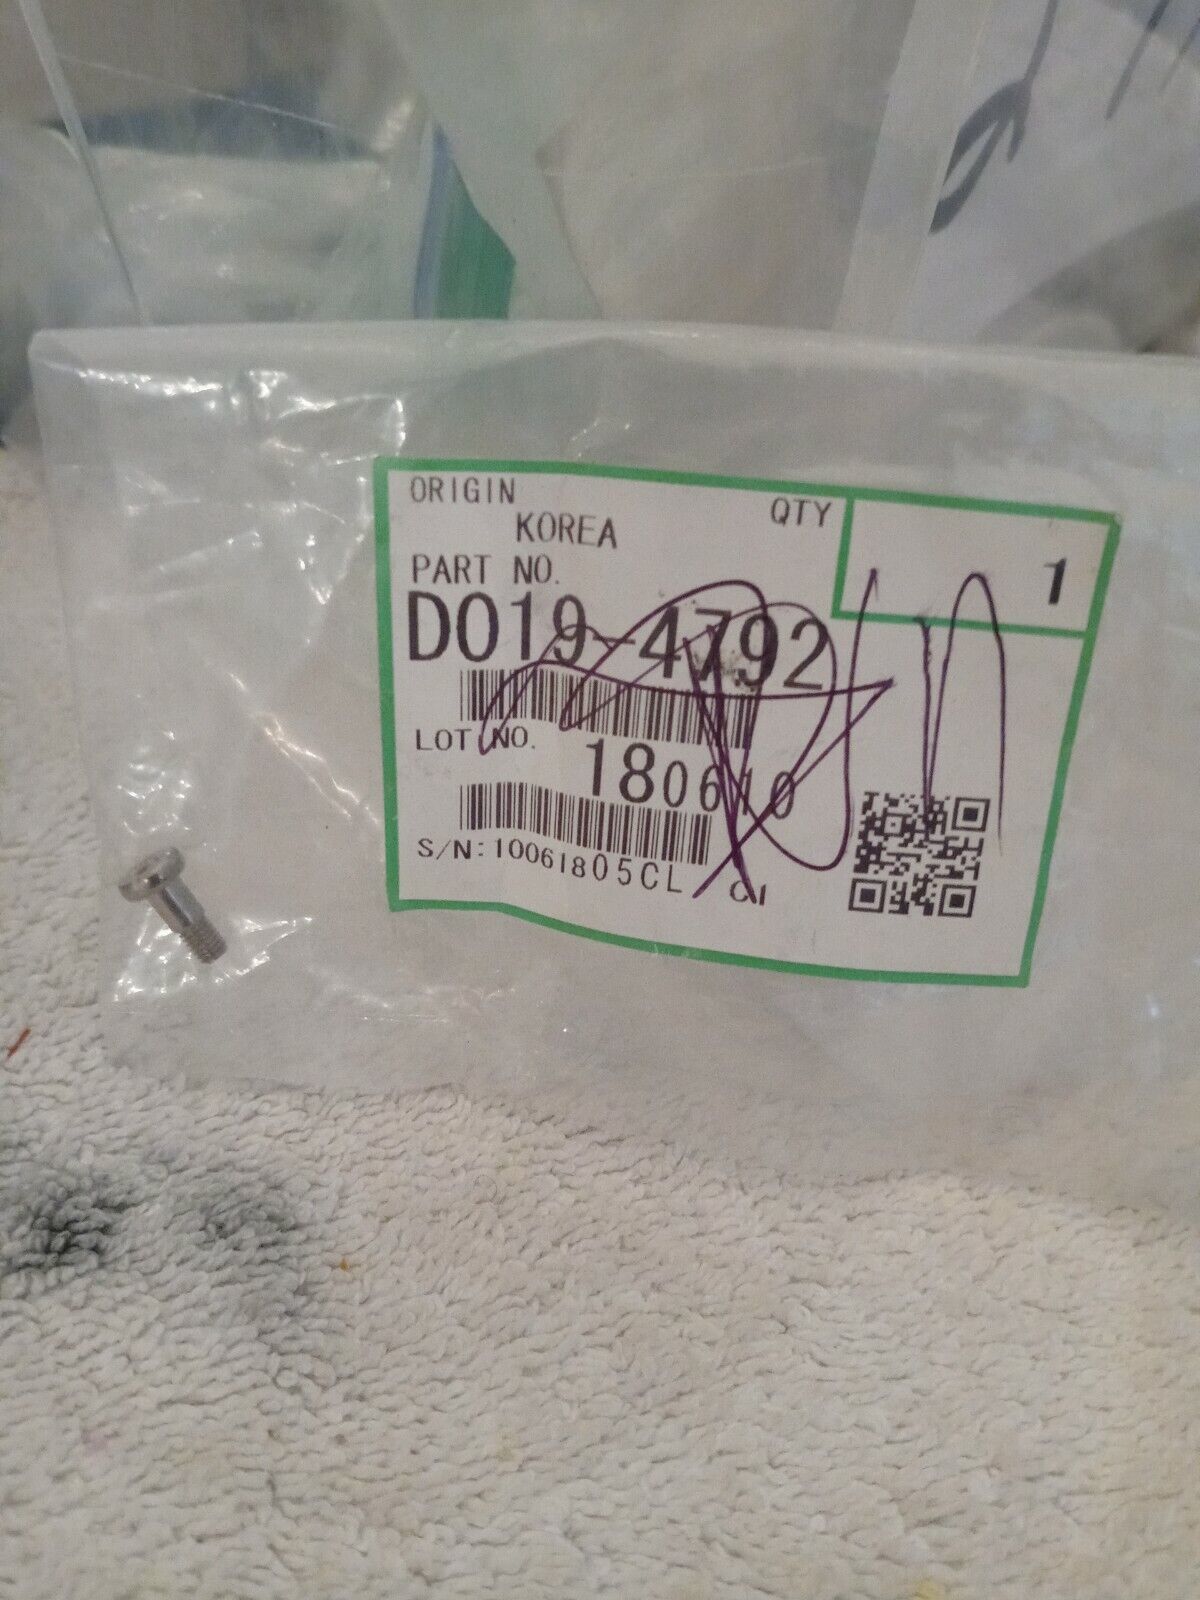 ORIGIN
KOREA
QTY
1
PART NO.
D019-4792
LOT NO.
180610
S/N:10061805CL